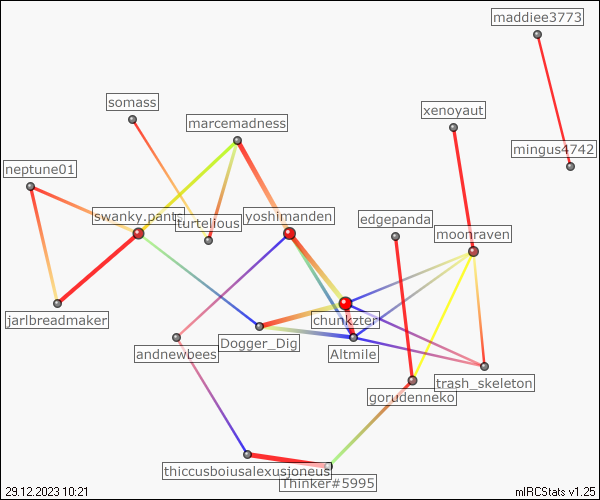 maddiee3773
somass
xenoyaut
marcemadness
mingus4742
neptune01
swanky.pants
turtelious
yoshimanden
edgepanda
moonraven
jarlbreadmaker
chunkzter
Dogger_Dig
andnewbees
Altmile
trash_skeleton
gorudenneko
thiccusboiusalexusjoneus
Thinker#5995
29.12.2023 10:21
mIRCStats v1.25